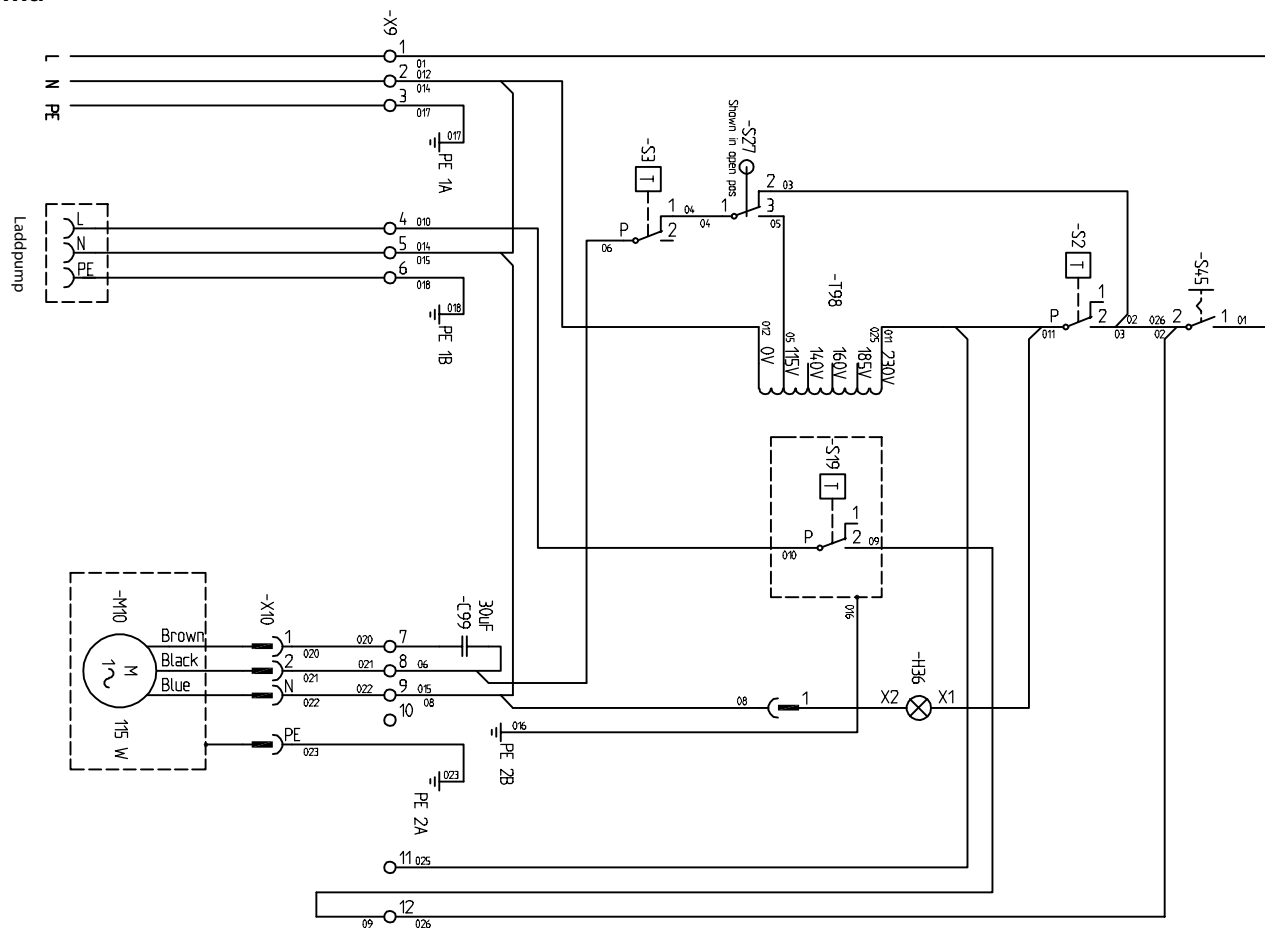 -X9
L
1
01
N
2
012
014
PE
3
017
017
PE 1A
Laddpump
L
4
010
N
5
014
015
PE
6
018
018
PE 1B
-S3
T
P
06
1
2
04
04
-S27
Shown in open pos
1
2
3
03
05
-T98
012
0V
05
115V
140V
160V
185V
230V
011
025
-S2
T
P
011
1
2
02
03
026
02
-S45
2
1
01
-S19
T
P
010
1
2
09
016
-M10
M
1
115 W
Brown
Black
Blue
-X10
1
020
020
7
2
021
021
8
06
N
022
022
9
015
08
10
PE
023
023
PE 2A
30uF
-C99
016
PE 2B
08
1
-H36
X2
X1
11
025
12
09
026